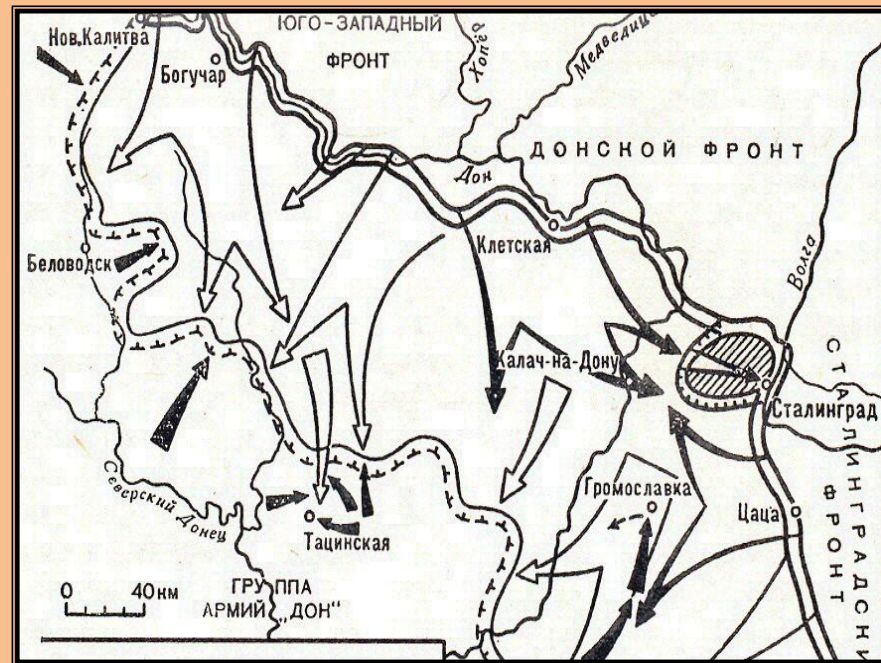 ЮГО-ЗАПАДНЫЙ
ФРОНТ
Нов.Калитва
Богучар
Хопёр
Медведица
ДОНСКОЙ ФРОНТ
Дон
Клетская
Волга
Беловодск
Калач-на-Дону
Сталинград
СТАЛИНГРАДСКИ
ФРОНТ
Северский Донец
Громославка
Цаца
Тацинская
0 40км
ГРУППА
АРМИЙ „ДОН"